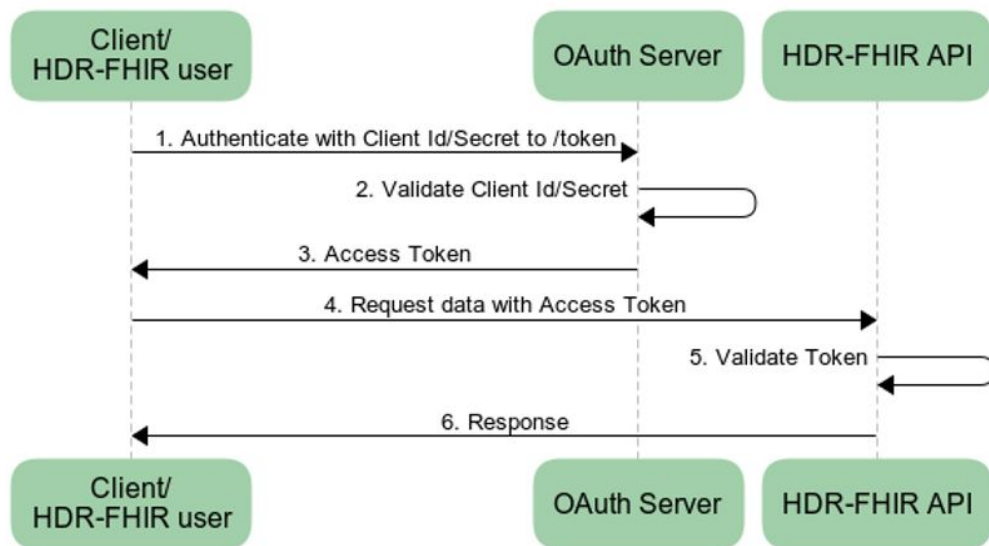 Client/
HDR-FHIR user
OAuth Server
HDR-FHIR API
1. Authenticate with Client Id/Secret to /token
2. Validate Client Id/Secret
3. Access Token
4. Request data with Access Token
5. Validate Token
6. Response
Client/
HDR-FHIR user
OAuth Server
HDR-FHIR API